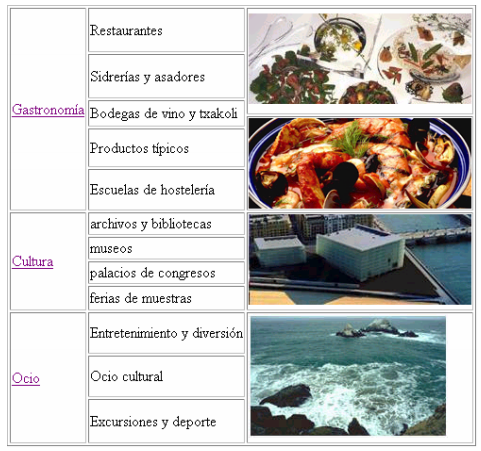 Gastronomía
Restaurantes
Sidrerías y asadores
Bodegas de vino y txakoli
Productos típicos
Escuelas de hostelería
Cultura
archivos y bibliotecas
museos
palacios de congresos
ferias de muestras
Ocio
Entretenimiento y diversión
Ocio cultural
Excursiones y deporte